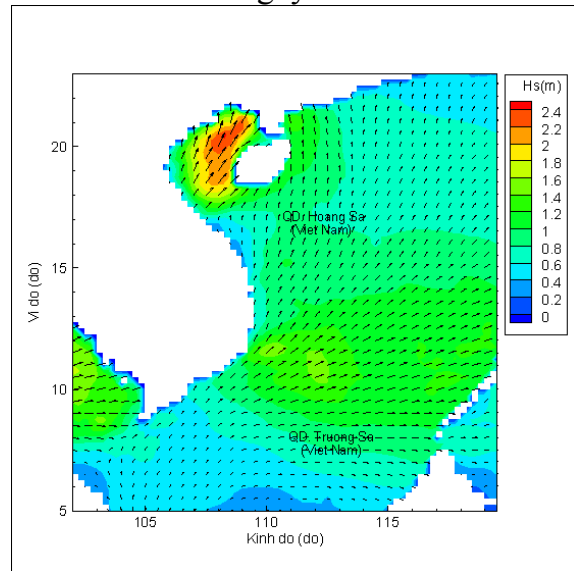 Hs(m)
2.4
2.2
2
1.8
1.6
1.4
1.2
1
0.8
0.6
0.4
0.2
0
20
15
10
5
Vi do (do)
QD. Hoang Sa
(Viet Nam)
QD. Truong Sa
(Viet Nam)
105
110
115
Kinh do (do)